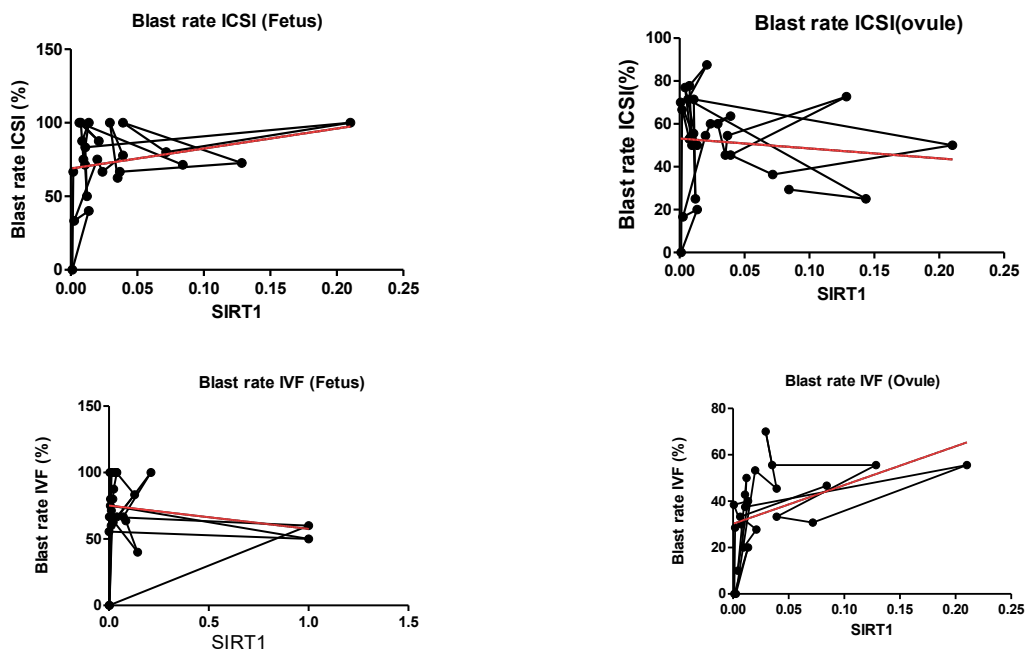 Blast rate ICSI (Fetus)
Blast rate ICSI (%)
150
100
50
0
0.00 0.05 0.10 0.15 0.20 0.25
SIRT1
Blast rate ICSI(ovule)
Blast rate ICSI(%)
100
80
60
40
20
0
0.00 0.05 0.10 0.15 0.20 0.25
SIRT1
Blast rate IVF (Fetus)
Blast rate IVF (%)
150
100
50
0
0.0 0.5 1.0 1.5
SIRT1
Blast rate IVF (Ovule)
Blast rate IVF (%)
80
60
40
20
0
0.00 0.05 0.10 0.15 0.20 0.25
SIRT1